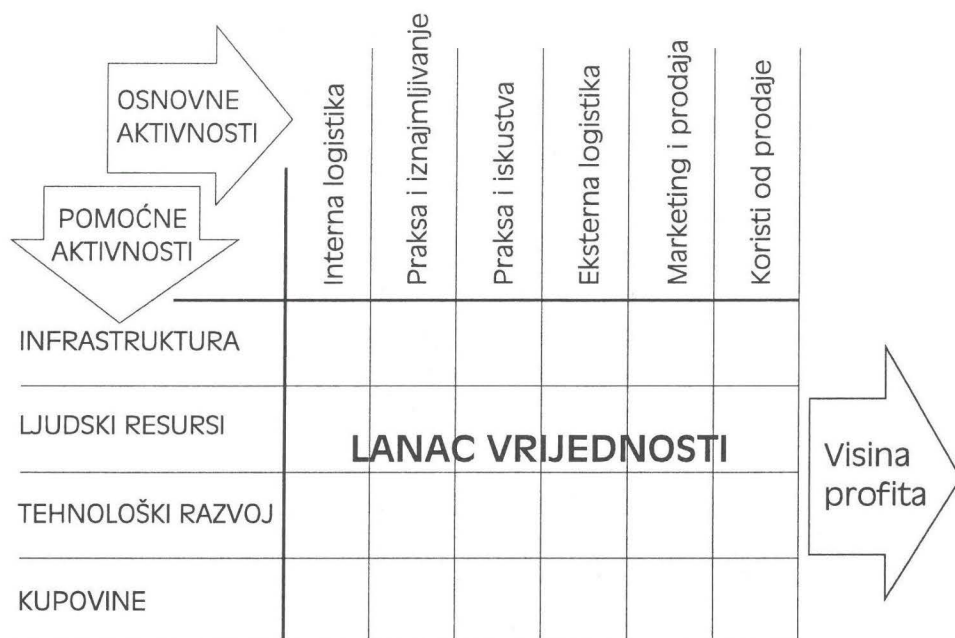 OSNOVNE
AKTIVNOSTI
POMOĆNE
AKTIVNOSTI
Interna logistika
Praksa i iznajmljivanje
Praksa i iskustva
Eksterna logistika
Marketing i prodaja
Koristi od prodaje
INFRASTRUKTURA
LJUDSKI RESURSI
TEHNOLOŠKI RAZVOJ
KUPOVINE
LANAC VRIJEDNOSTI
Visina
profita